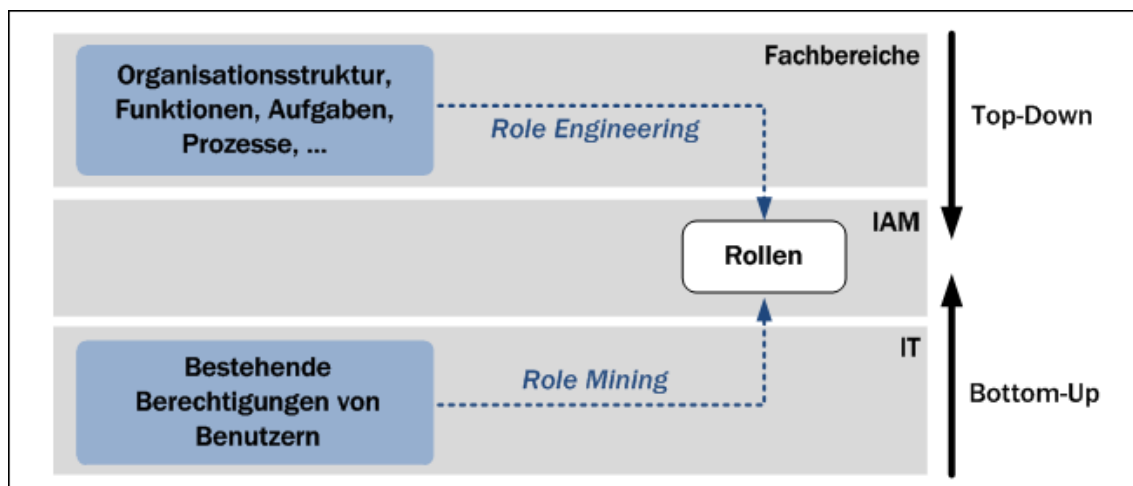 Fachbereiche
Organisationsstruktur,
Funktionen, Aufgaben,
Prozesse, ...
Role Engineering
Top-Down
IAM
Rollen
IT
Bestehende
Berechtigungen von
Benutzern
Role Mining
Bottom-Up